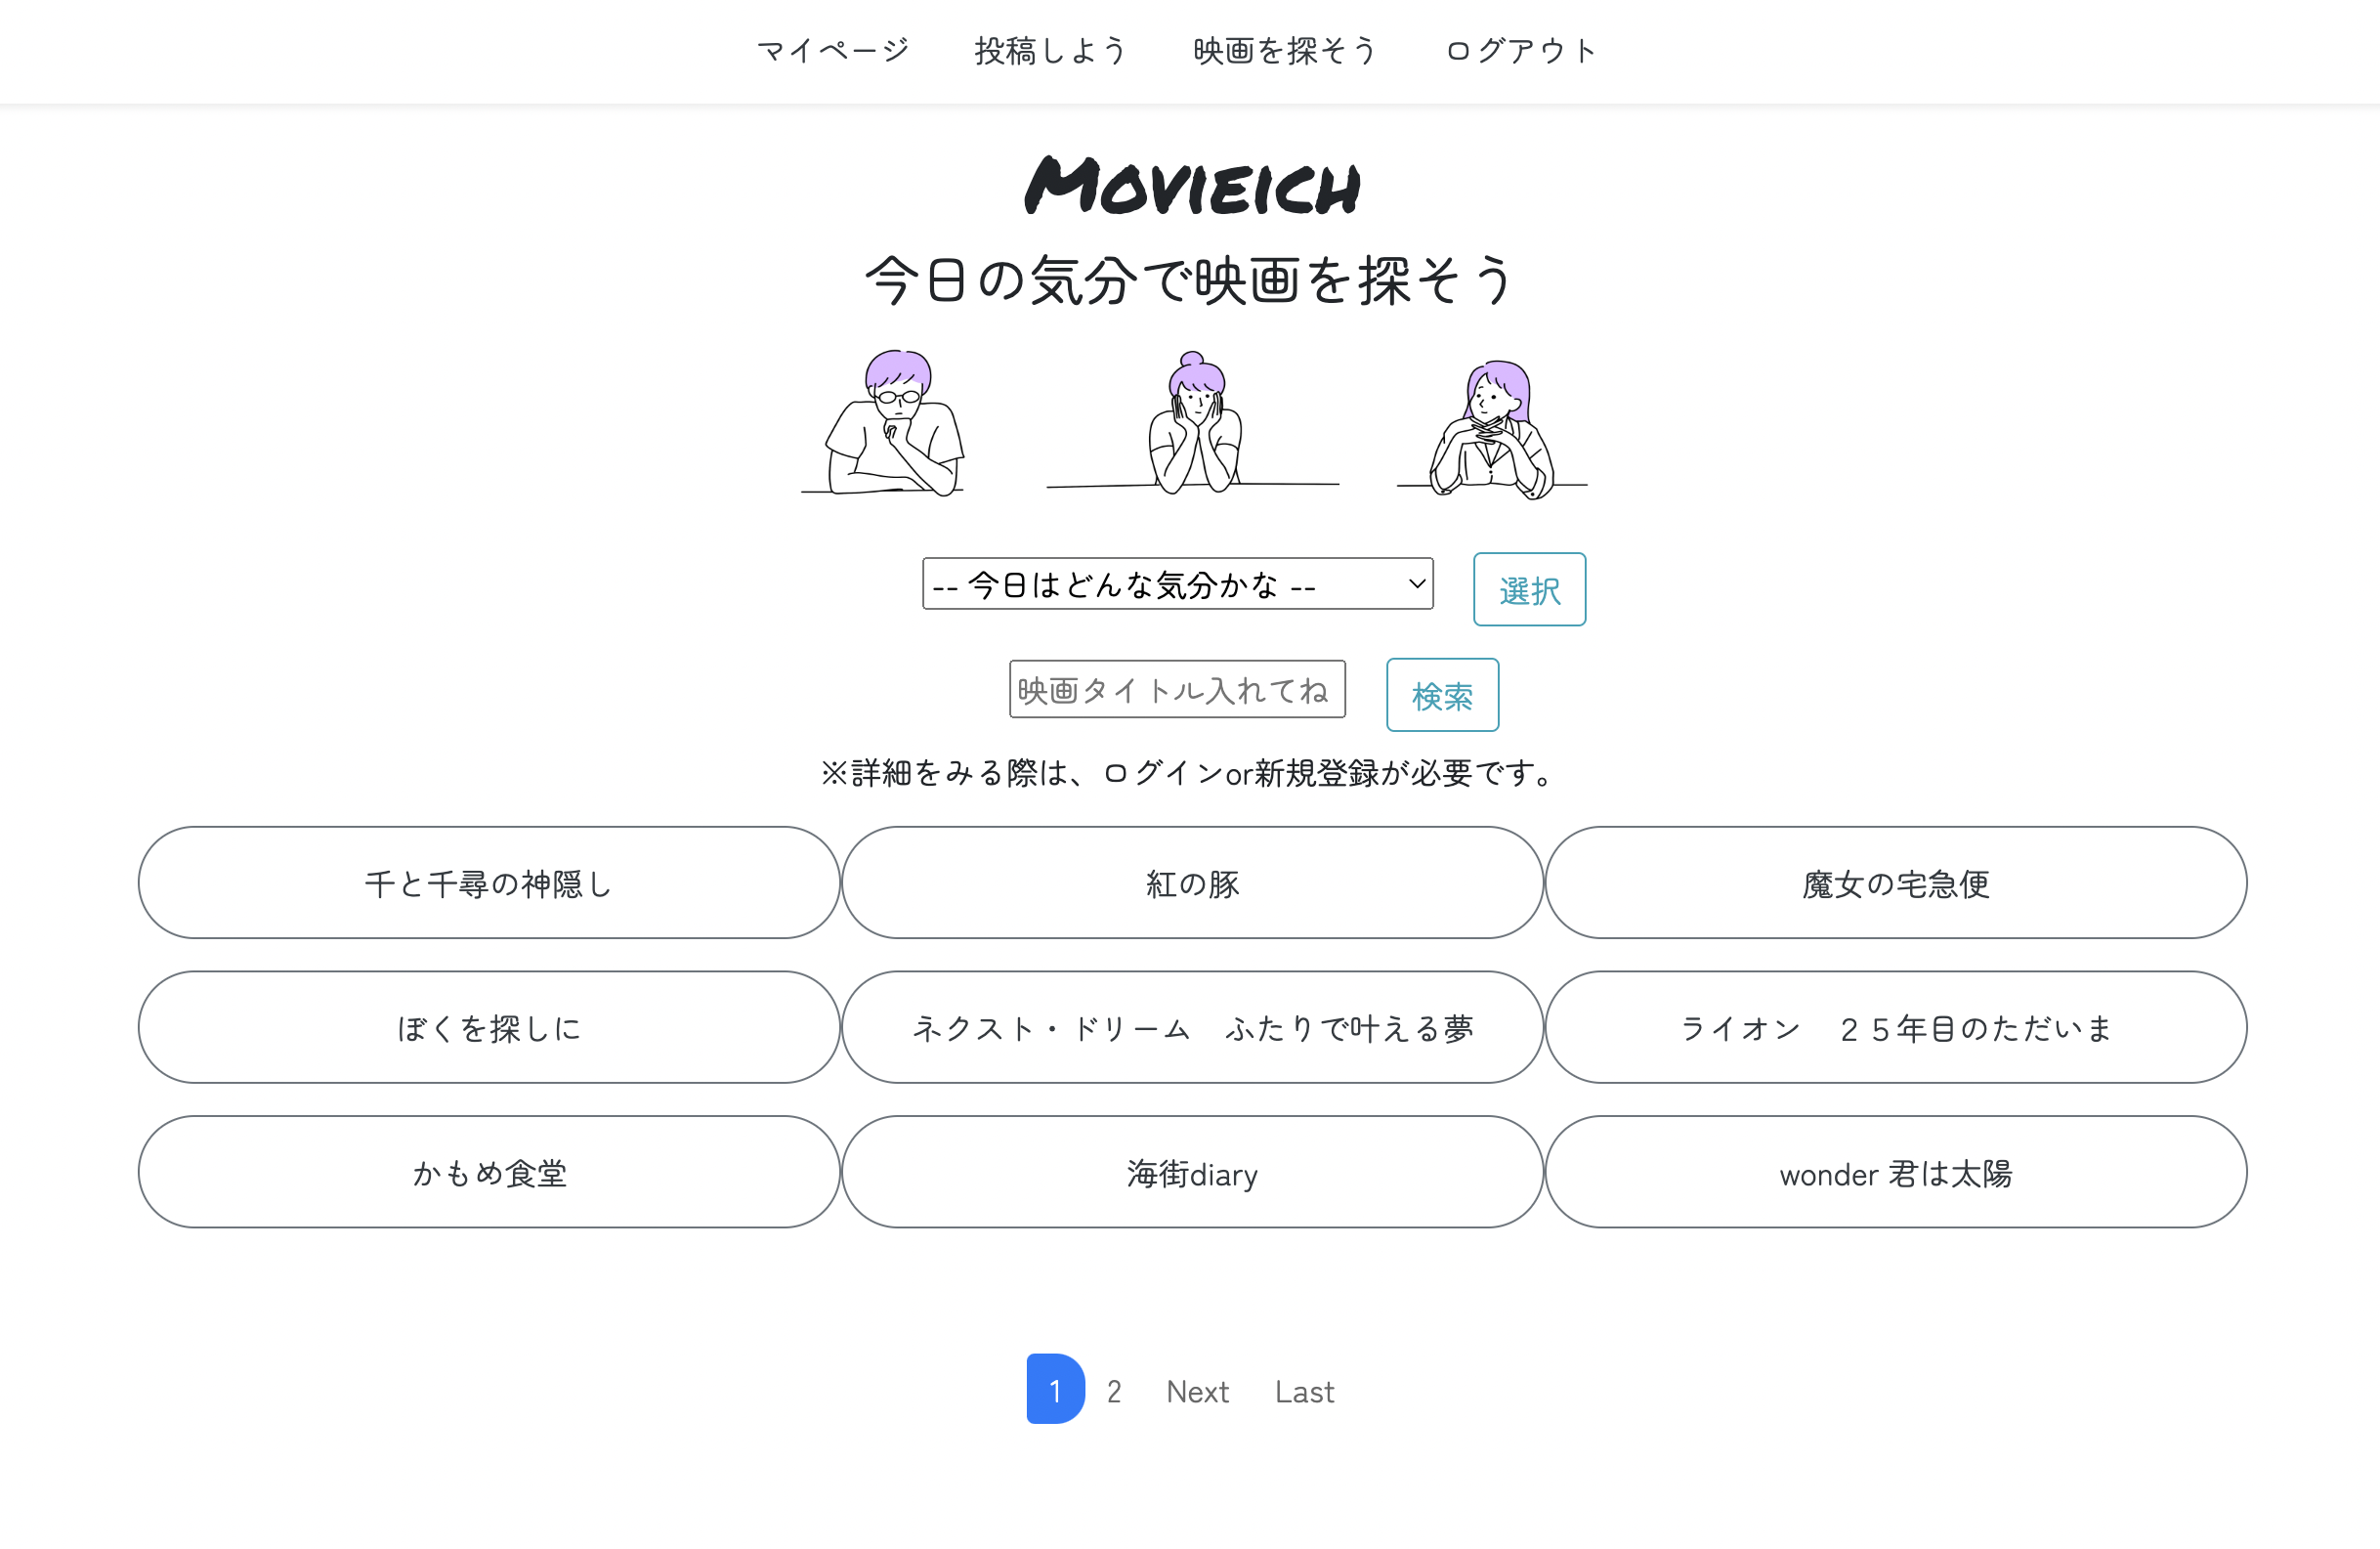 マイページ 投稿しよう 映画を探そう ログアウト
Movieich
今日の気分で映画を探そう
-- 今日はどんな気分かな -- 選択
映画タイトル入れてね 検索
※詳細をみる際は、ログインor新規登録が必要です。
千と千尋の神隠し 紅の豚 魔女の宅急便
ぼくを探しに ネクスト・ドリーム　ふたりで叶える夢 ライオン　２５年目のただいま
かもめ食堂 海街diary wonder 君は太陽
1 2 Next Last